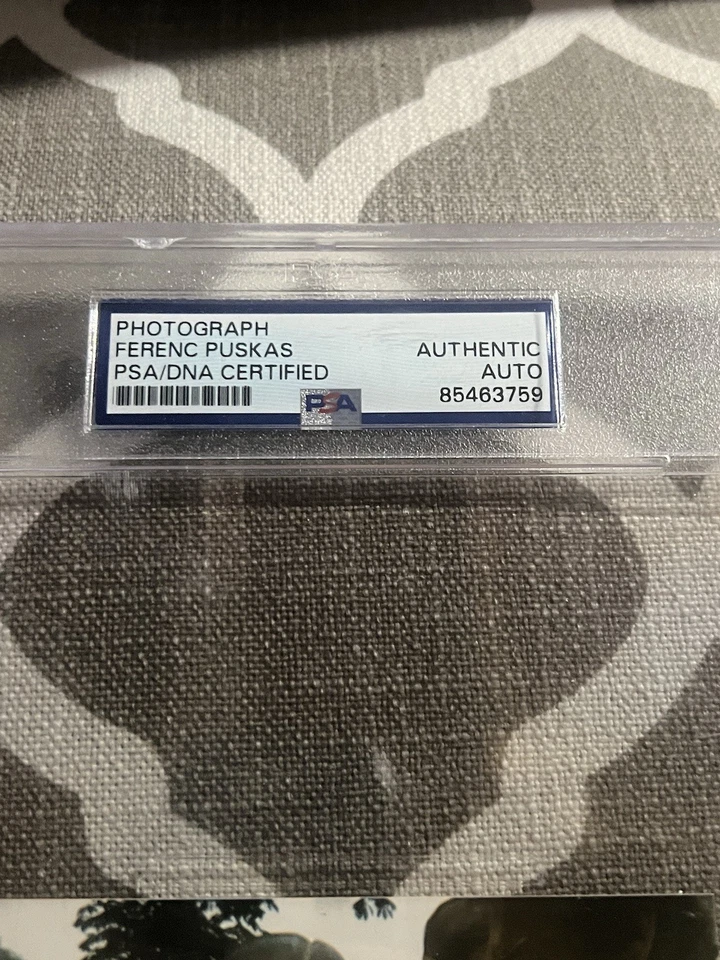 PHOTOGRAPH
FERENC PUSKAS AUTHENTIC
PSA/DNA CERTIFIED AUTO
PSA 85463759